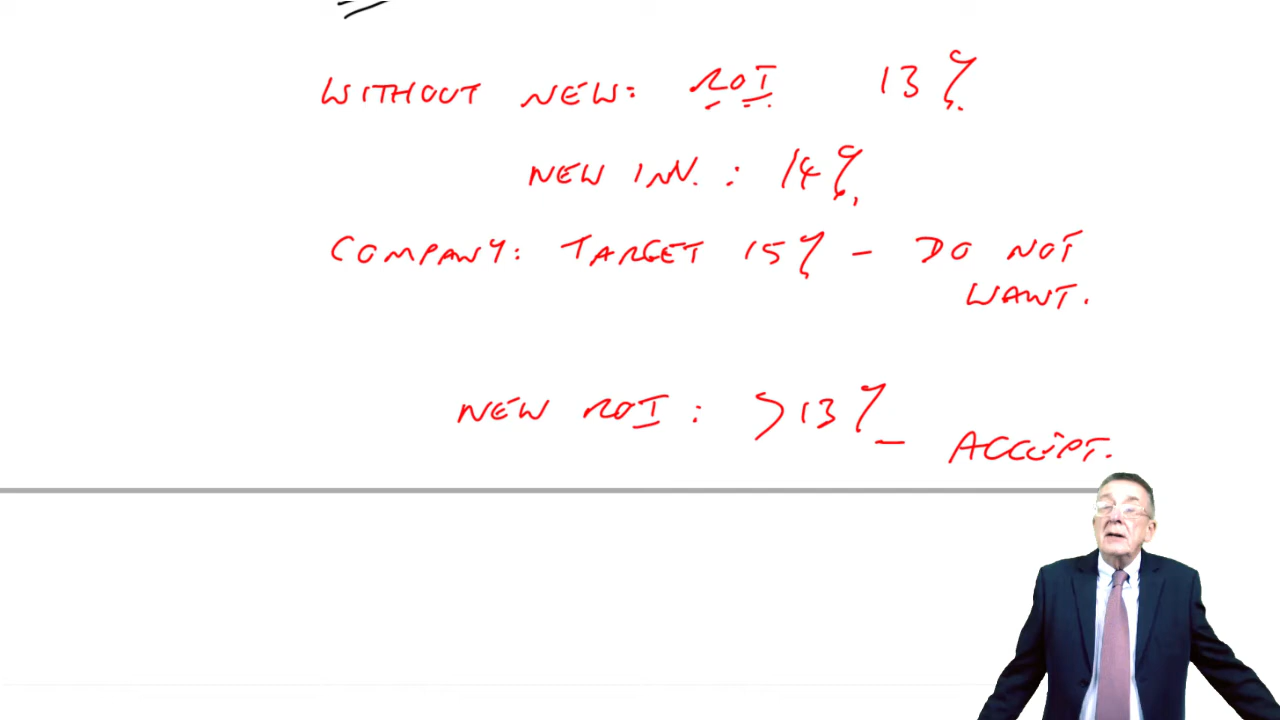 WITHOUT NEW: ROI 13%
NEW INV.: 14%
COMPANY: TARGET 15% - DO NOT
WANT.
NEW ROI: >13%
ACCEPT.